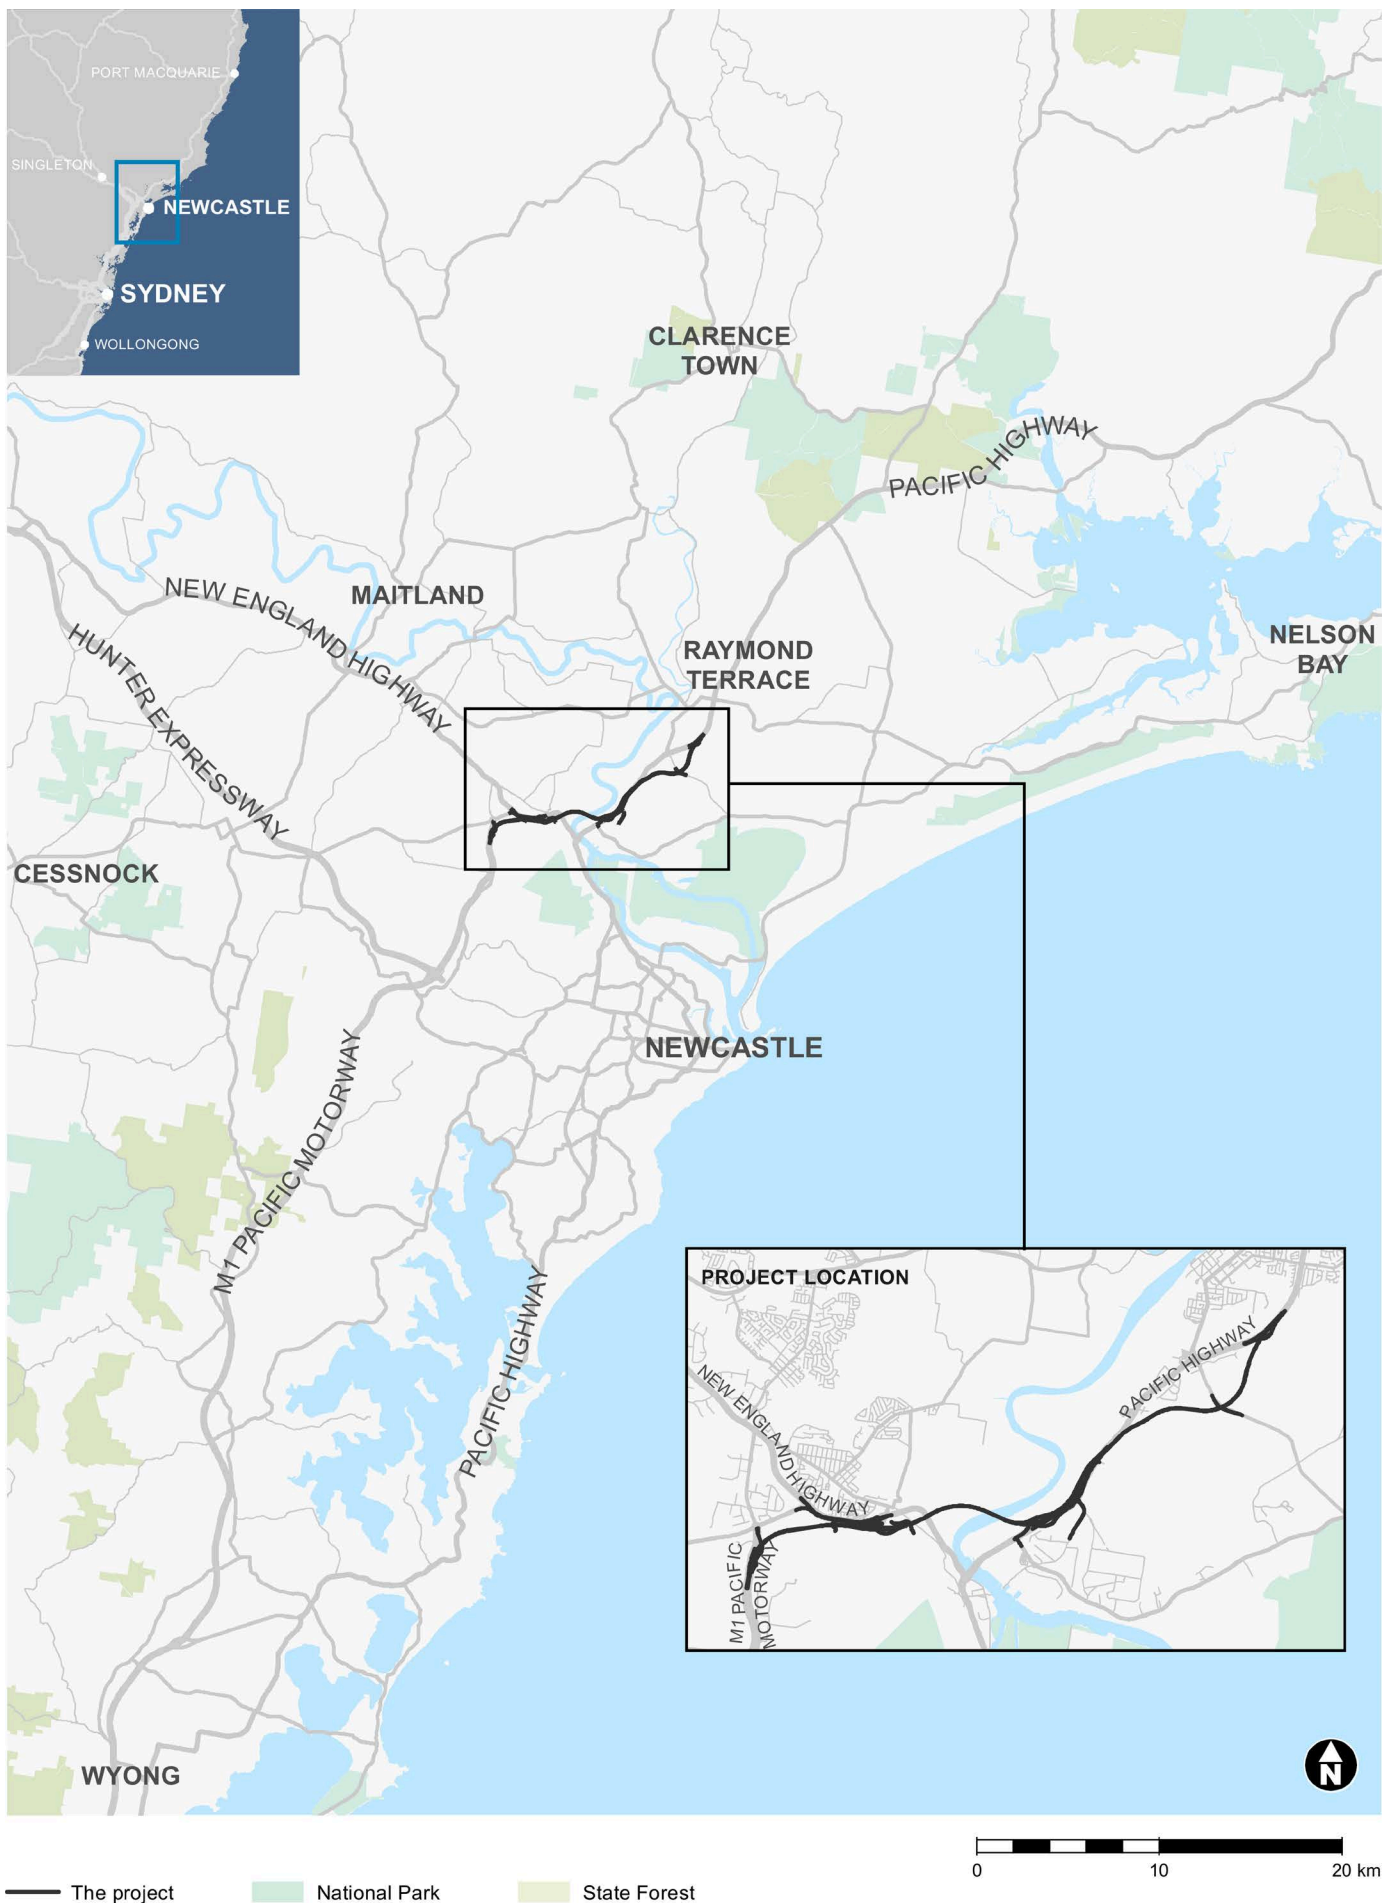 PORT MACQUARIE
SINGLETON
NEWCASTLE
SYDNEY
WOLLONGONG
CLARENCE
TOWN
PACIFIC HIGHWAY
NEW ENGLAND HIGHWAY
MAITLAND
HUNTER EXPRESSWAY
RAYMOND
TERRACE
NELSON
BAY
CESSNOCK
NEWCASTLE
M1 PACIFIC MOTORWAY
PACIFIC HIGHWAY
PROJECT LOCATION
PACIFIC HIGHWAY
NEW ENGLAND HIGHWAY
M1 PACIFIC
MOTORWAY
WYONG
N
0 10 20 km
The project
National Park
State Forest